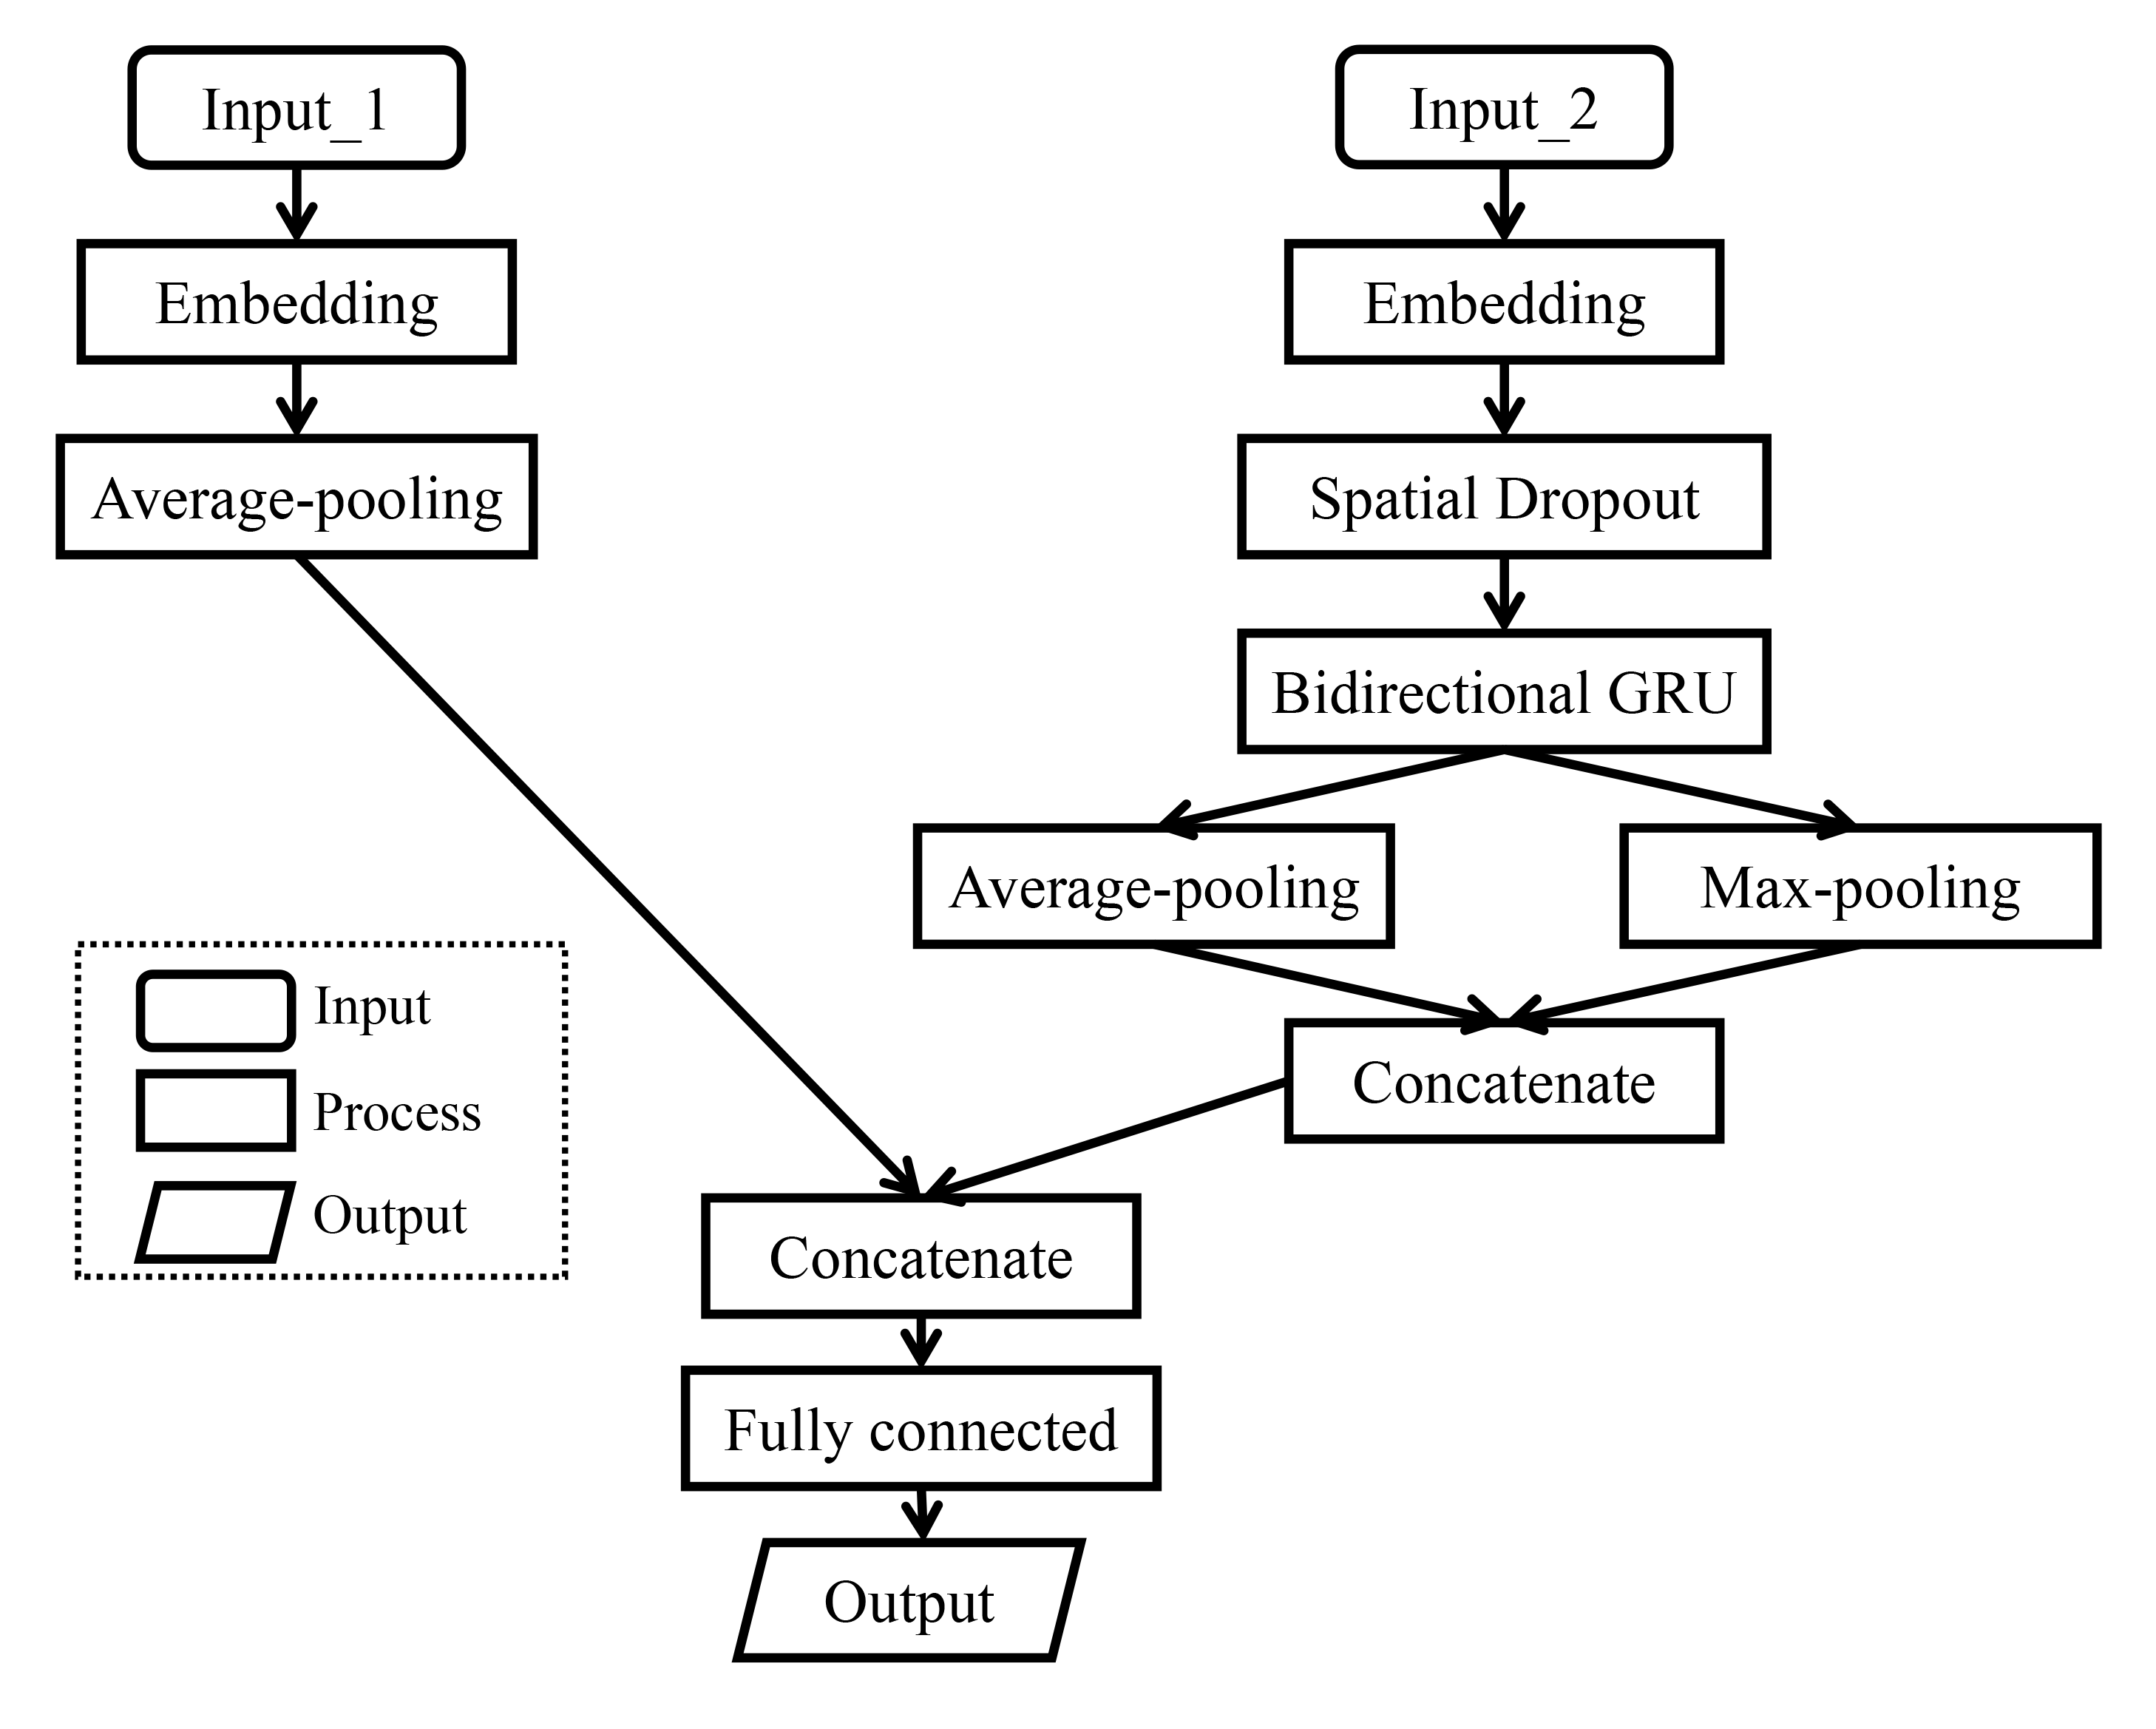 Input_1
Input_2
Embedding
Embedding
Average-pooling
Spatial Dropout
Bidirectional GRU
Average-pooling
Max-pooling
Concatenate
Concatenate
Fully connected
Output
Input
Process
Output